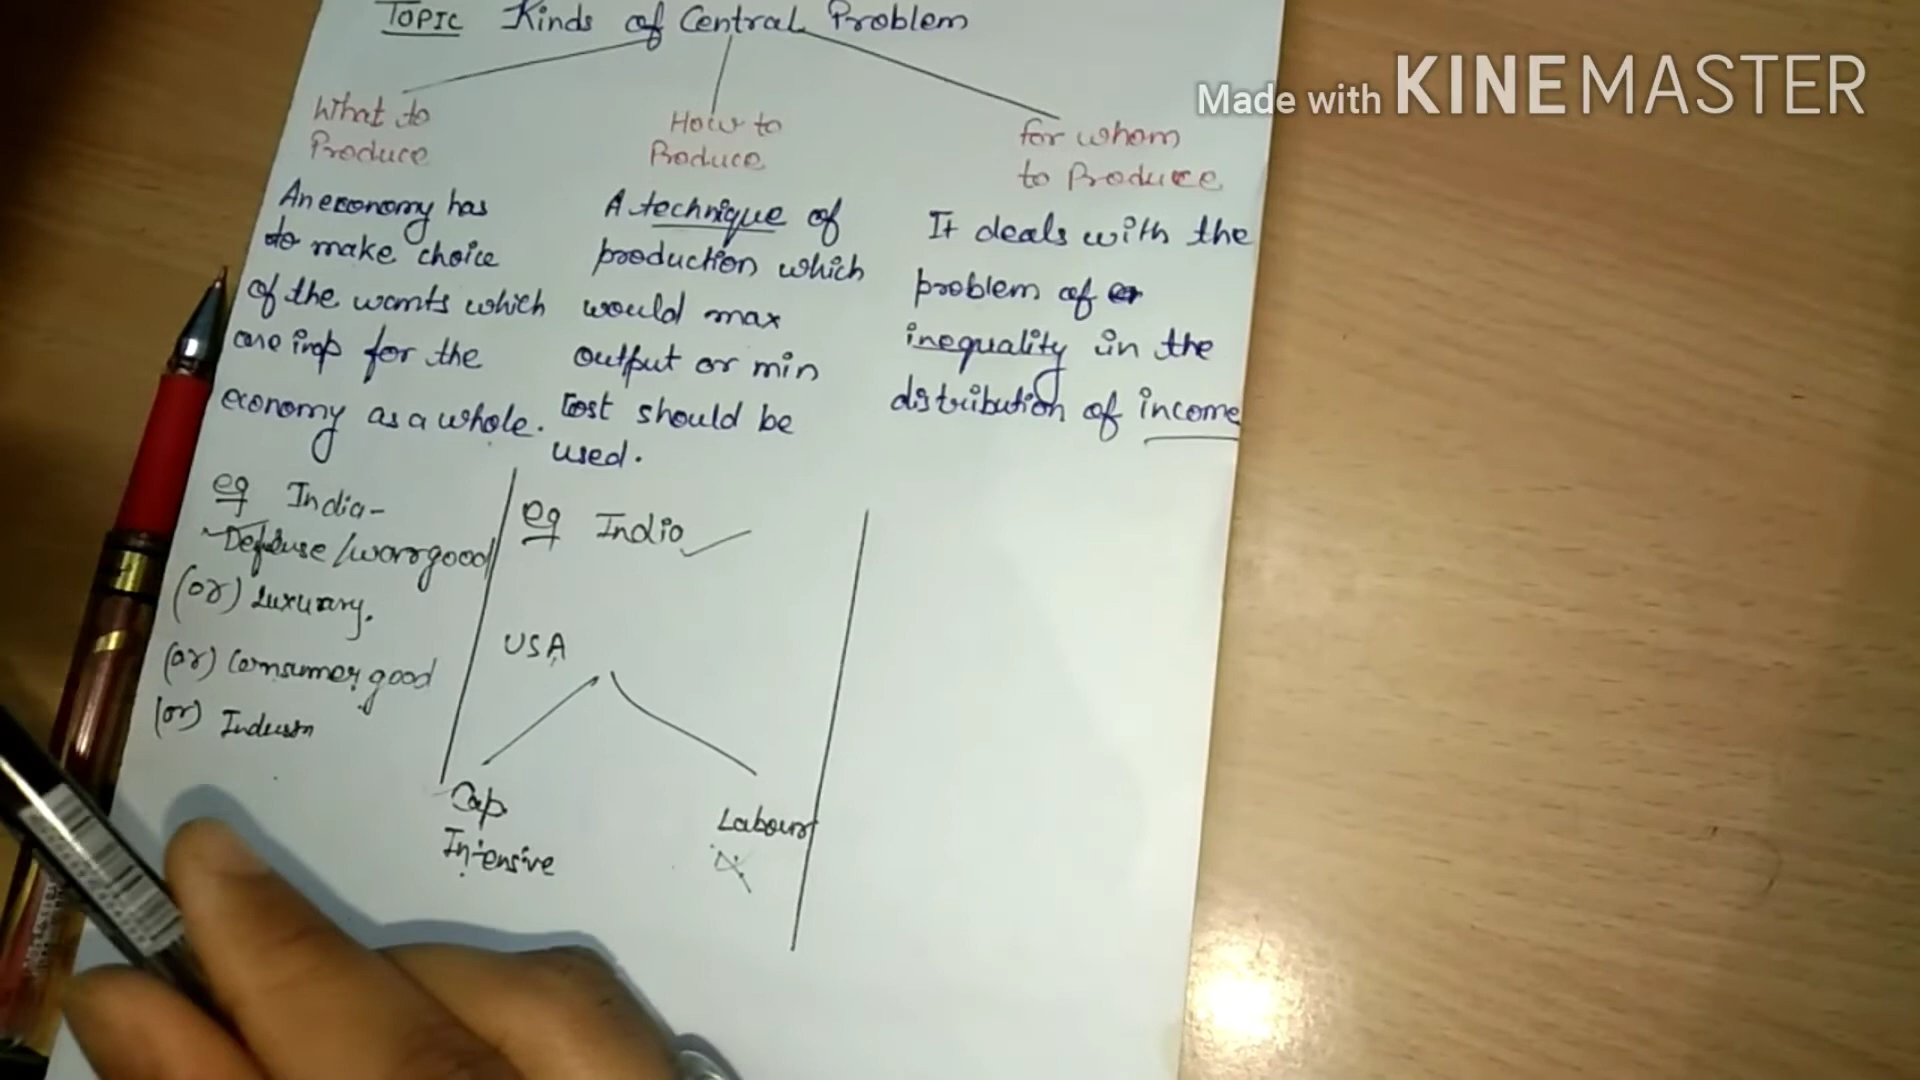 TOPIC Kinds of Central Problem
Made with KINEMASTER
What to
Produce
An economy has
to make choice
of the wants which
are imp for the
economy as a whole.
eg India-
Defense/war good
(or) Luxurary.
(or) Consumer good
(or)
How to
Produce
A technique of
production which
would max
output or min
Cost should be
used.
eg India
USA
Cap
Intensive
Labour
for whom
to Produce
It deals with the
problem of
inequality in the
distribution of income